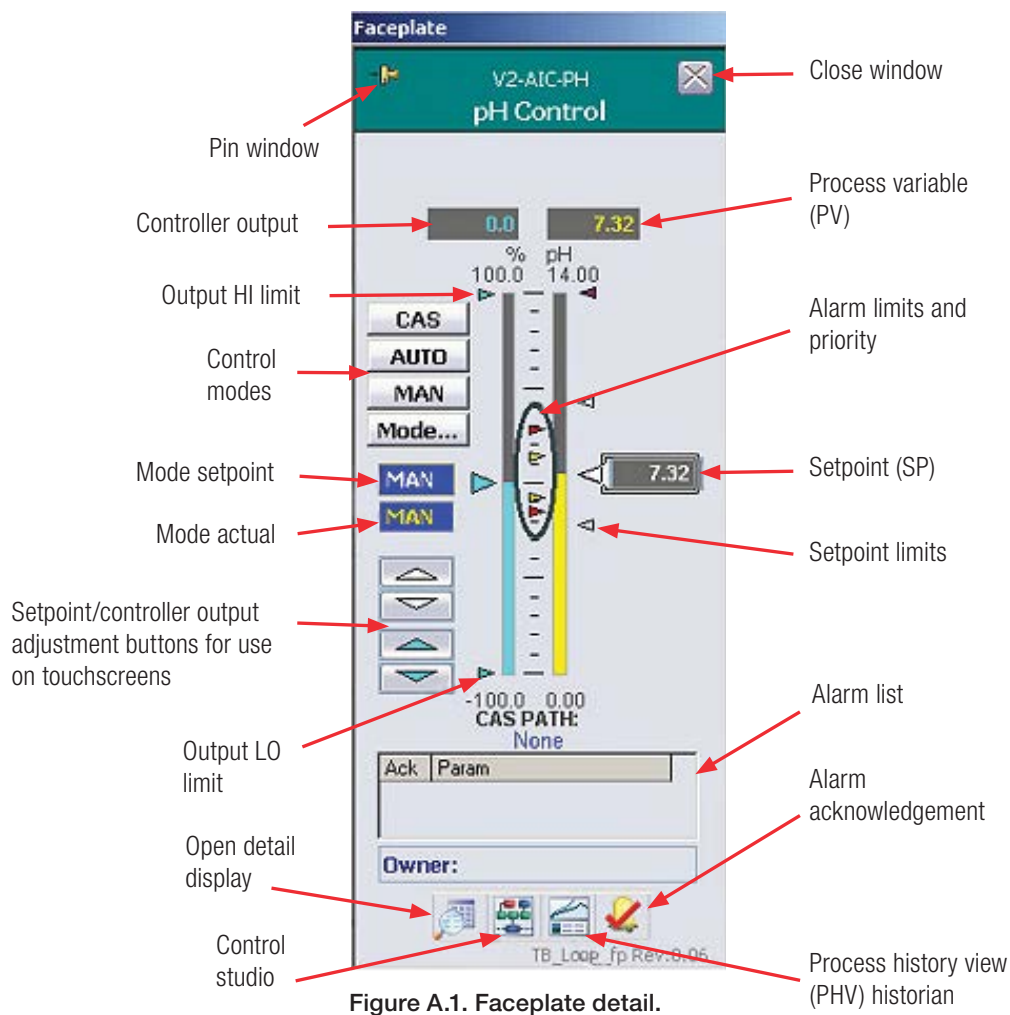 Faceplate
V2-AIC-PH
pH Control
Close window
Pin window
Process variable
(PV)
Controller output
0.0
7.32
% pH
100.0 14.00
Output HI limit
Alarm limits and
priority
CAS
AUTO
MAN
Mode...
Control
modes
Mode setpoint
MAN
7.32
Setpoint (SP)
Mode actual
MAN
Setpoint limits
Setpoint/controller output
adjustment buttons for use
on touchscreens
-100.0 0.00
CAS PATH:
None
Output LO
limit
Alarm list
Ack Param
Alarm
acknowledgement
Open detail
display
Owner:
Control
studio
TB_Loop_fp Rev:0.06
Process history view
(PHV) historian
Figure A.1. Faceplate detail.